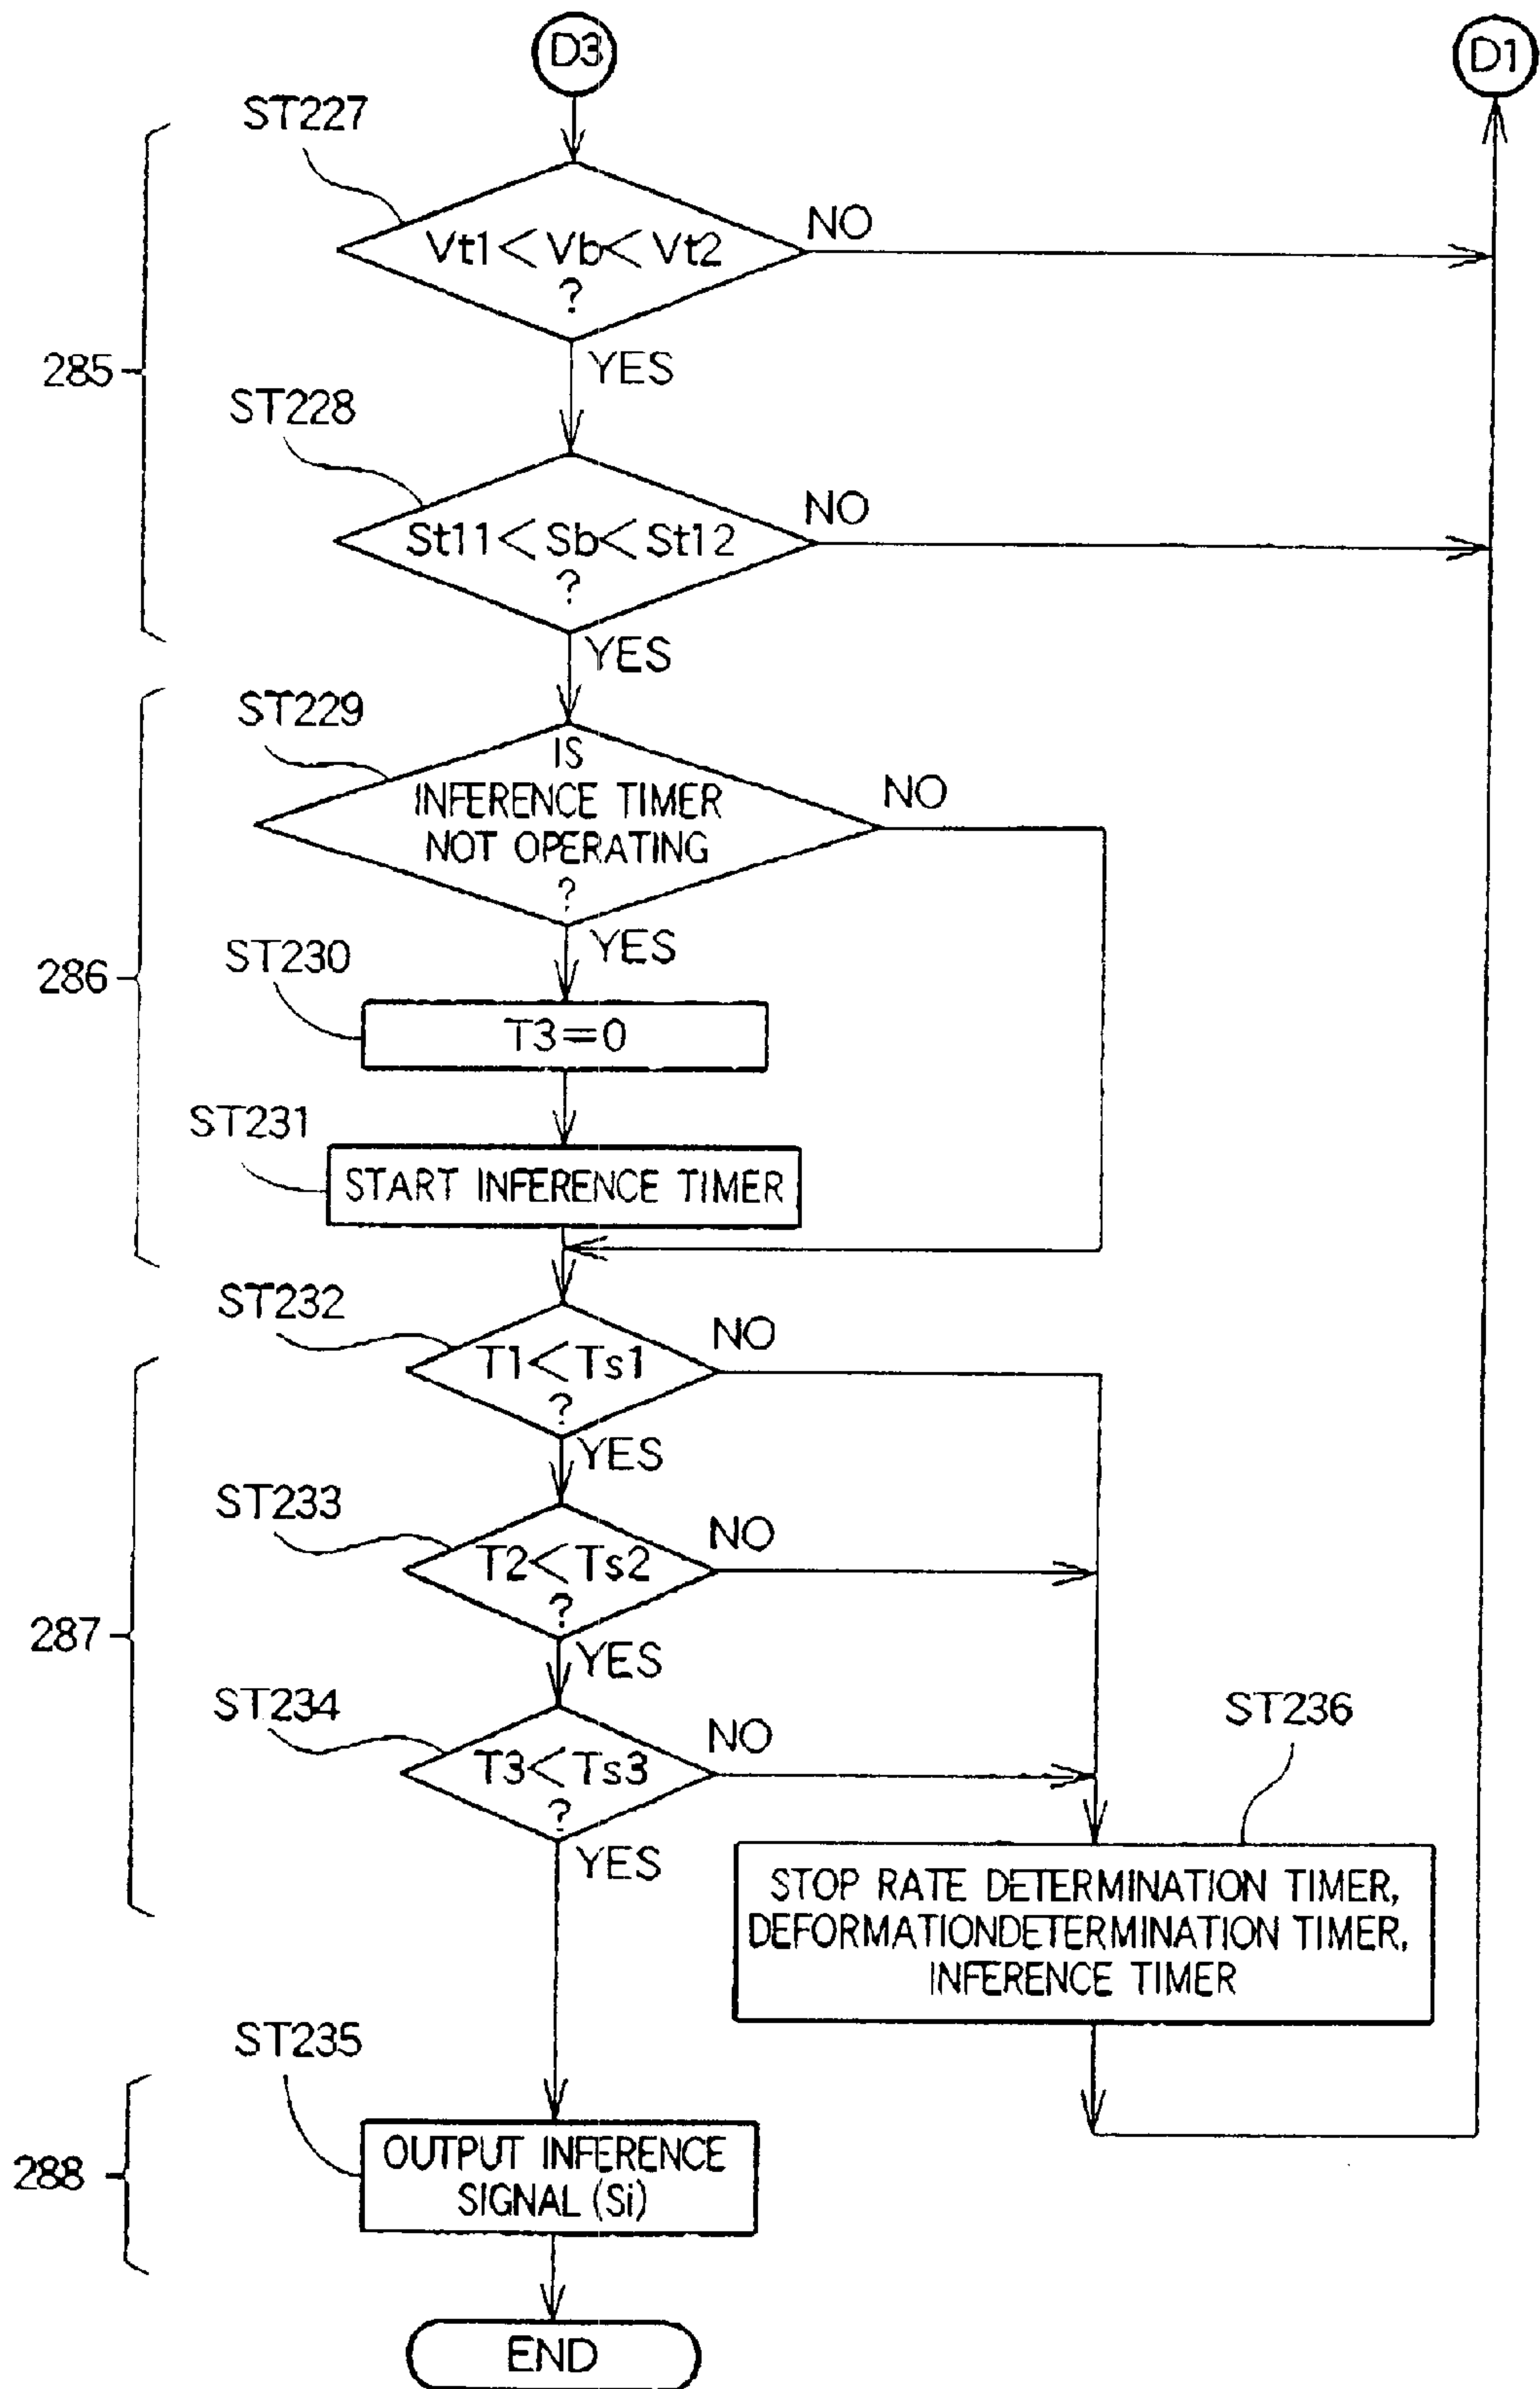 D3
D1
ST227
Vt1<Vb<Vt2
?
NO
YES
285
ST228
St11<Sb<St12
?
NO
YES
ST229
IS
INFERENCE TIMER
NOT OPERATING
?
NO
YES
286
ST230
T3=0
ST231
START INFERENCE TIMER
ST232
T1<Ts1
?
NO
YES
ST233
T2<Ts2
?
NO
YES
287
ST234
T3<Ts3
?
NO
YES
ST236
STOP RATE DETERMINATION TIMER,
DEFORMATIONDETERMINATION TIMER,
INFERENCE TIMER
ST235
288
OUTPUT INFERENCE
SIGNAL (Si)
END